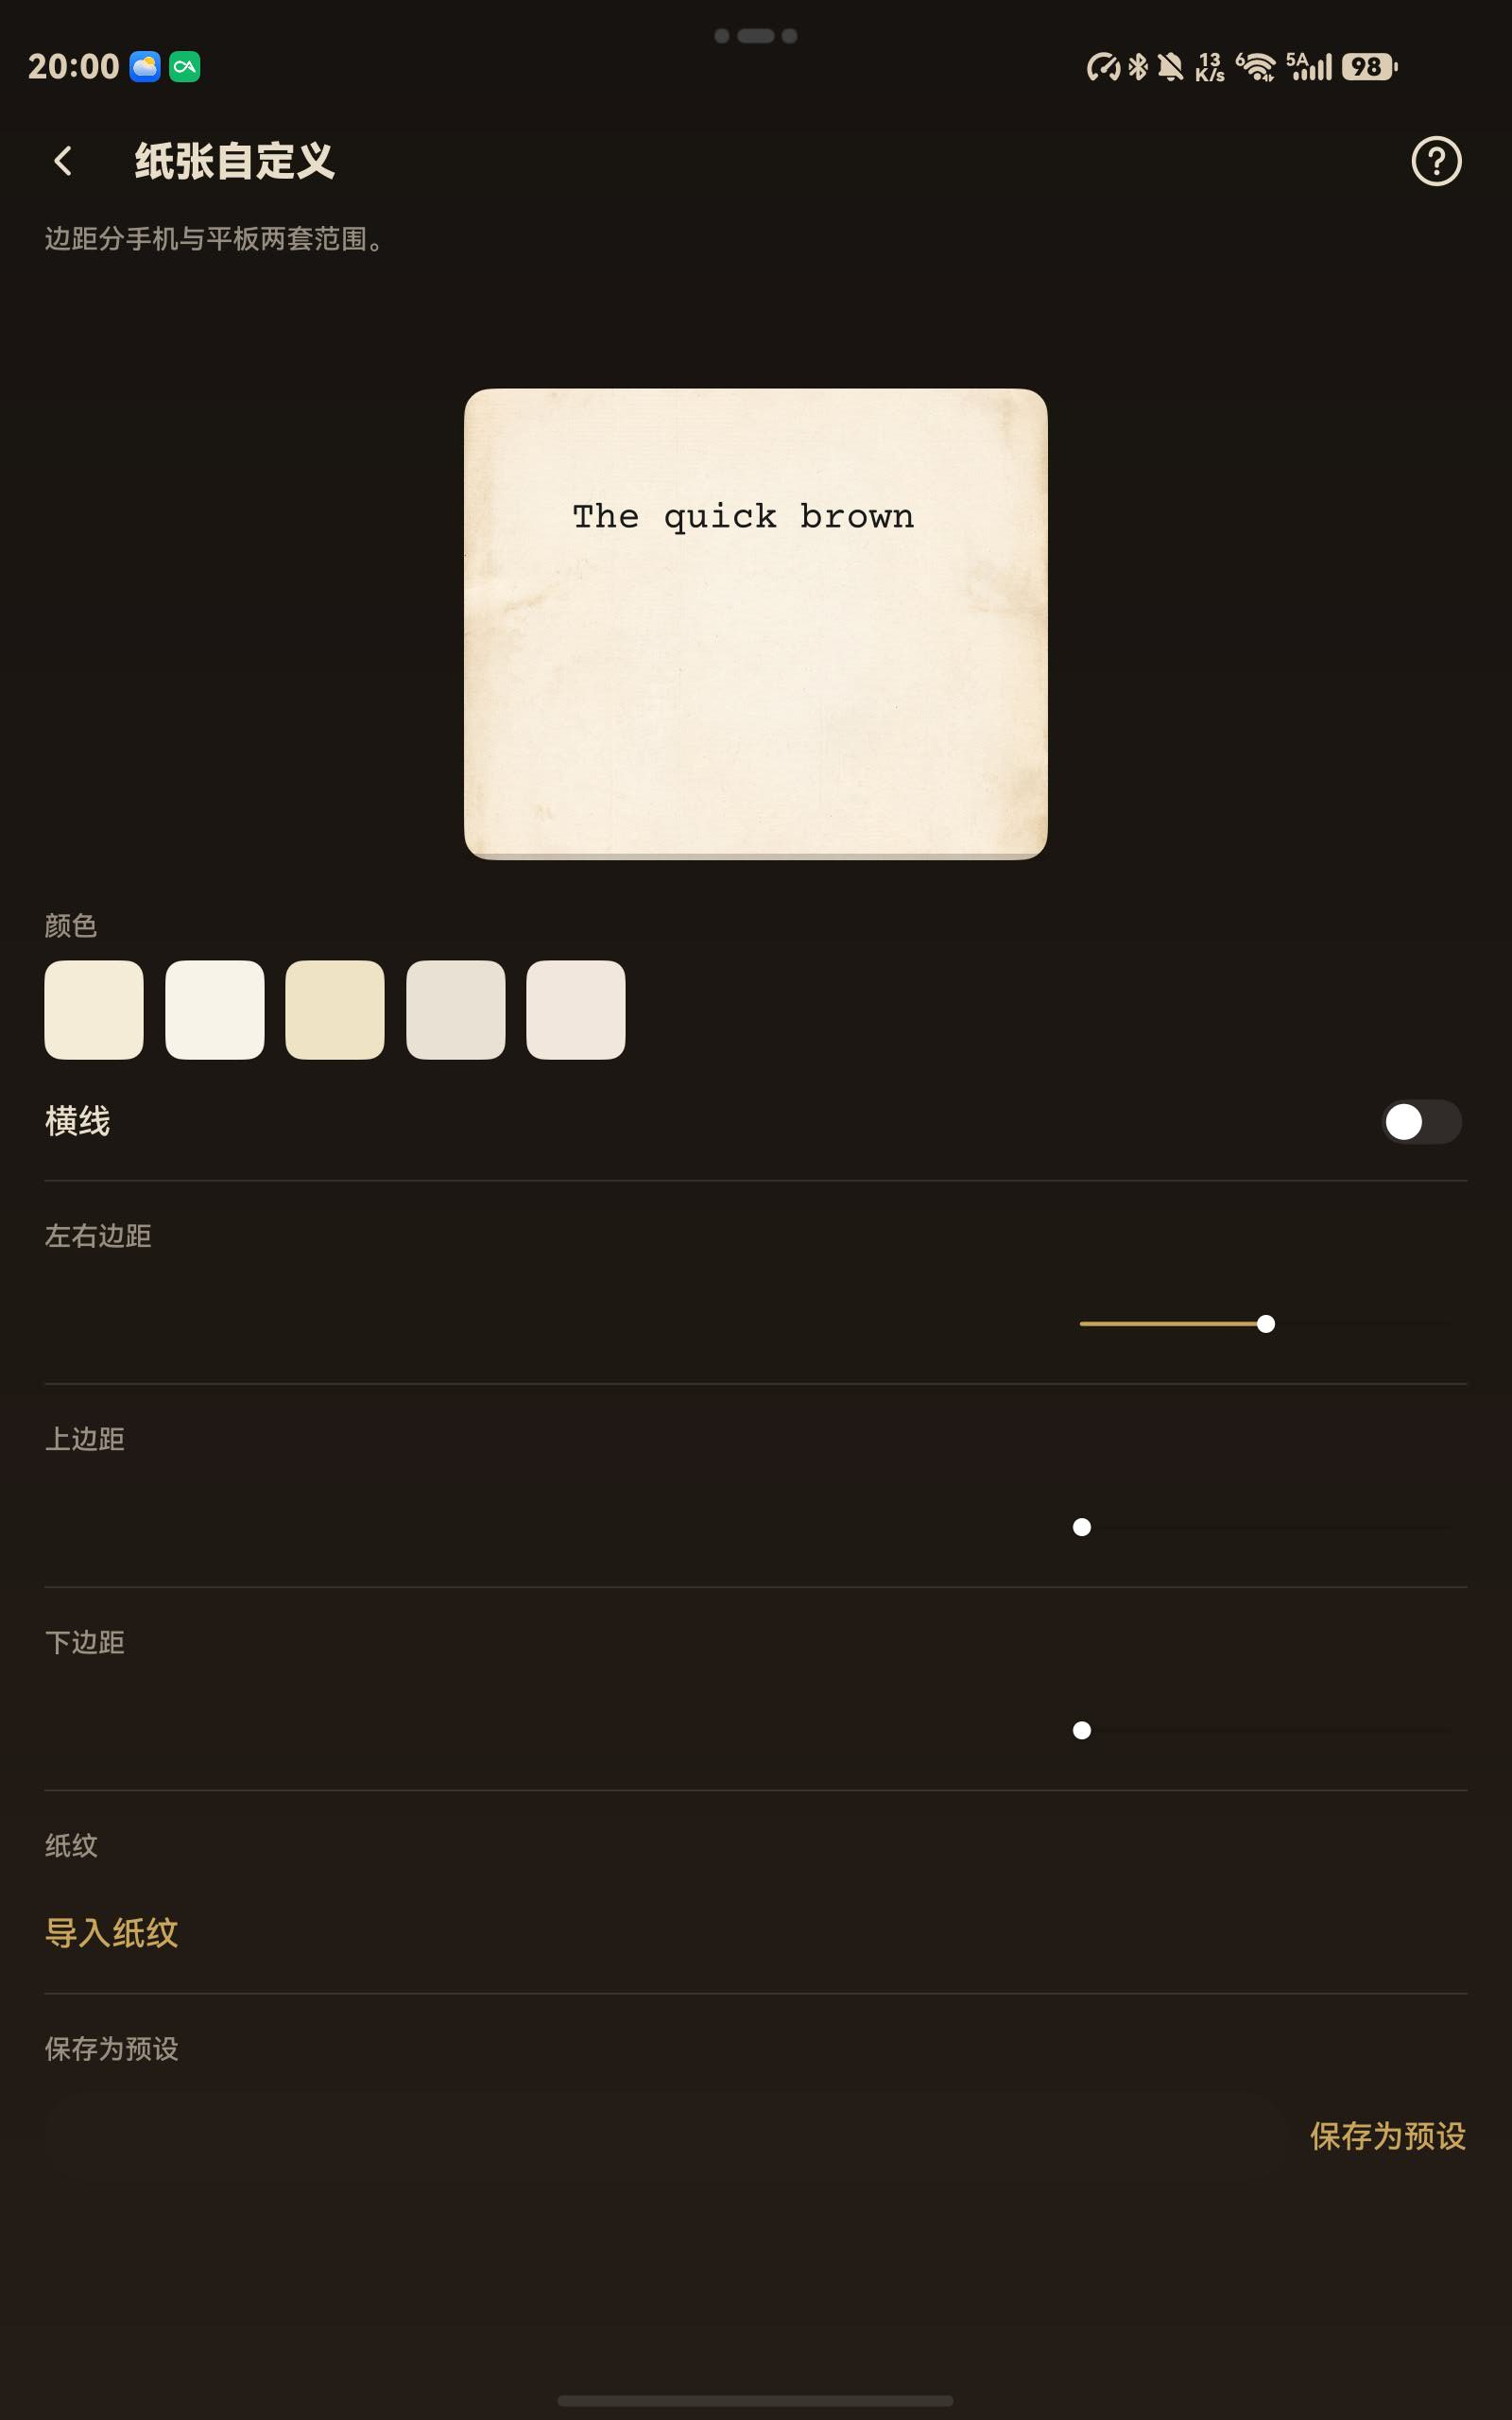 20:00 13 K/s 6 5A 98
纸张自定义
边距分手机与平板两套范围。
The quick brown
颜色
横线
左右边距
上边距
下边距
纸纹
导入纸纹
保存为预设
保存为预设